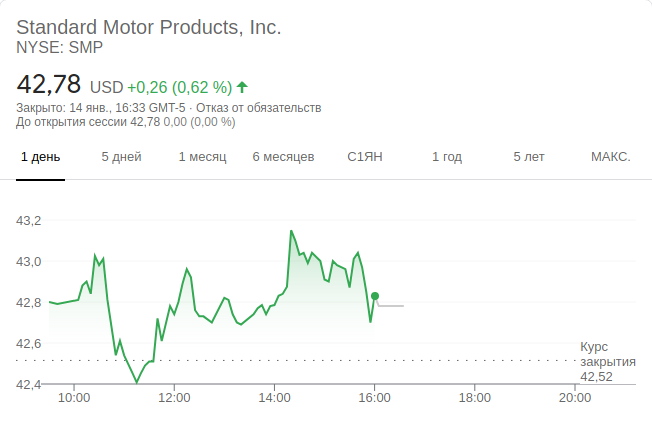 Standard Motor Products, Inc.
NYSE: SMP
42,78 USD +0,26 (0,62 %)
Закрыто: 14 янв., 16:33 GMT-5 · Отказ от обязательств
До открытия сессии 42,78 0,00 (0,00 %)
1 день 5 дней 1 месяц 6 месяцев С1ЯН 1 год 5 лет МАКС.
43,2
43,0
42,8
42,6
Курс
закрытия
42,52
42,4
10:00 12:00 14:00 16:00 18:00 20:00